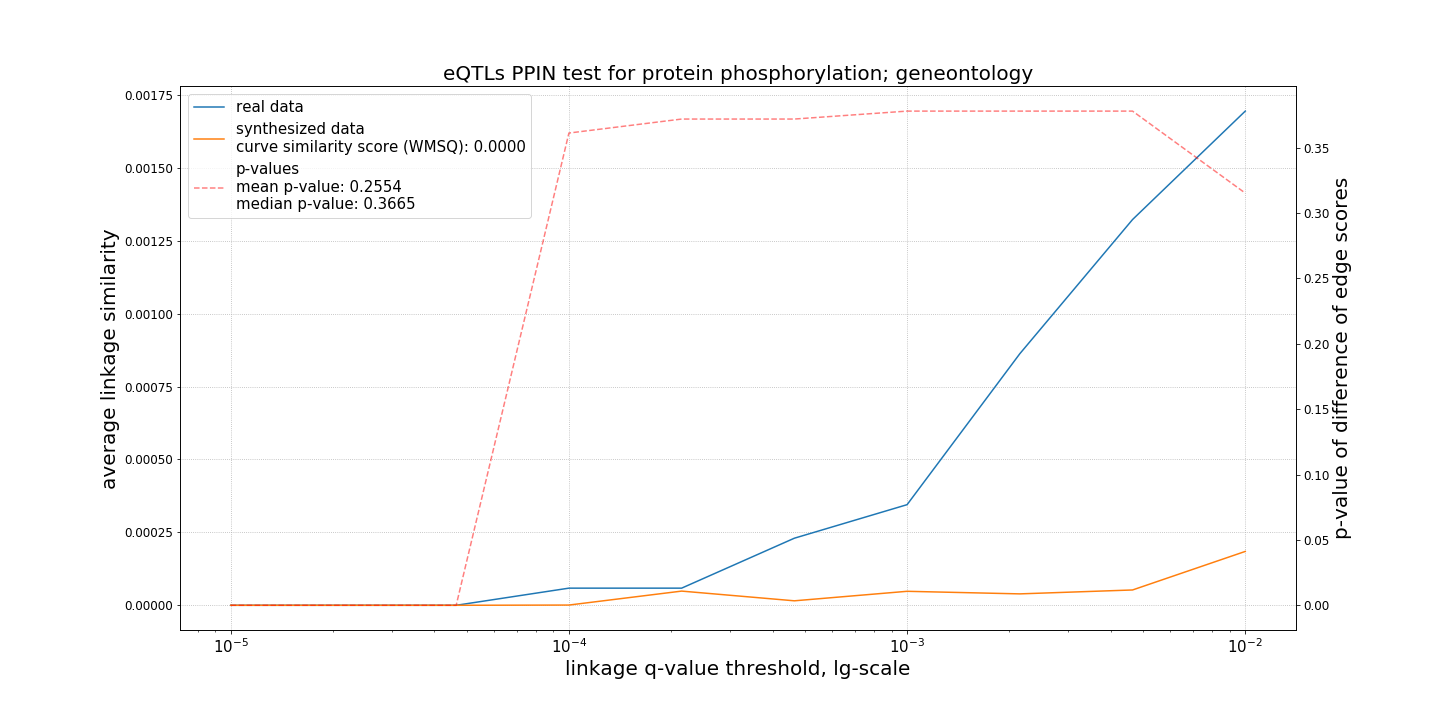 eQTLs PPIN test for protein phosphorylation; geneontology
real data
synthesized data
curve similarity score (WMSQ): 0.0000
p-values
mean p-value: 0.2554
median p-value: 0.3665
average linkage similarity
0.00175
0.00150
0.00125
0.00100
0.00075
0.00050
0.00025
0.00000
0.35
0.30
0.25
0.20
0.15
0.10
0.05
0.00
p-value of difference of edge scores
10⁻⁵
10⁻⁴
10⁻³
10⁻²
linkage q-value threshold, lg-scale